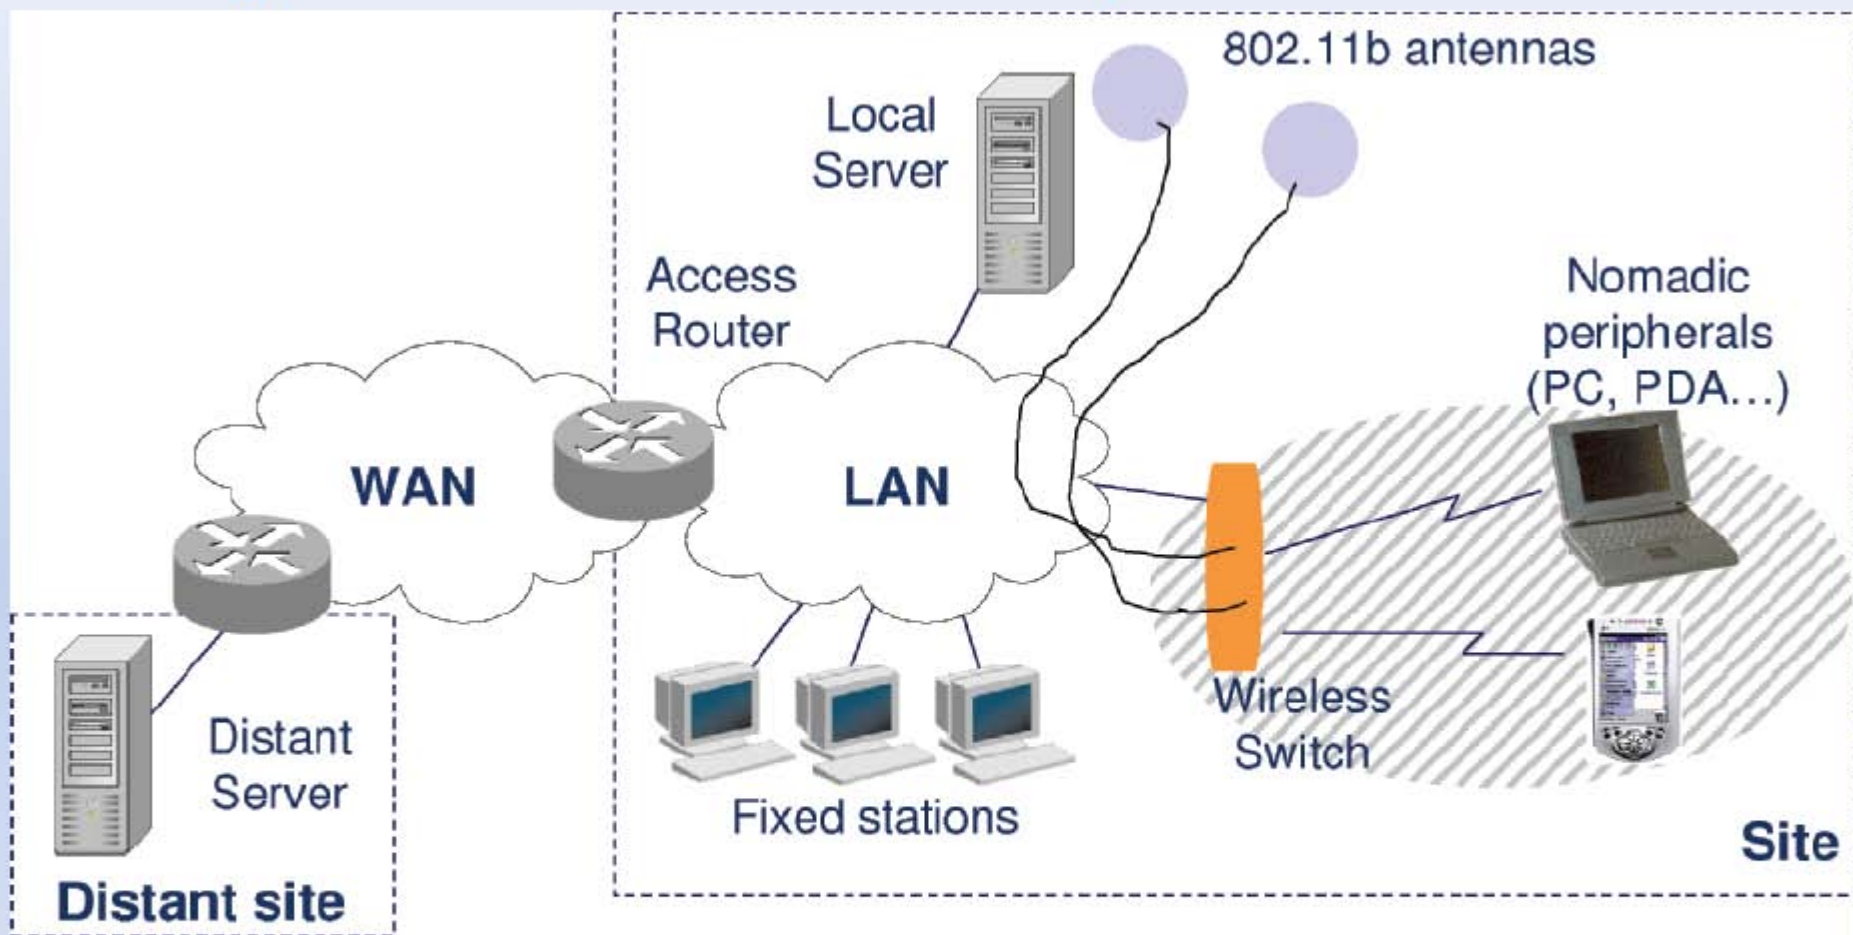 802.11b antennas
Local
Server
Access
Router
Nomadic
peripherals
(PC, PDA...)
WAN
LAN
Wireless
Switch
Distant
Server
Fixed stations
Site
Distant site